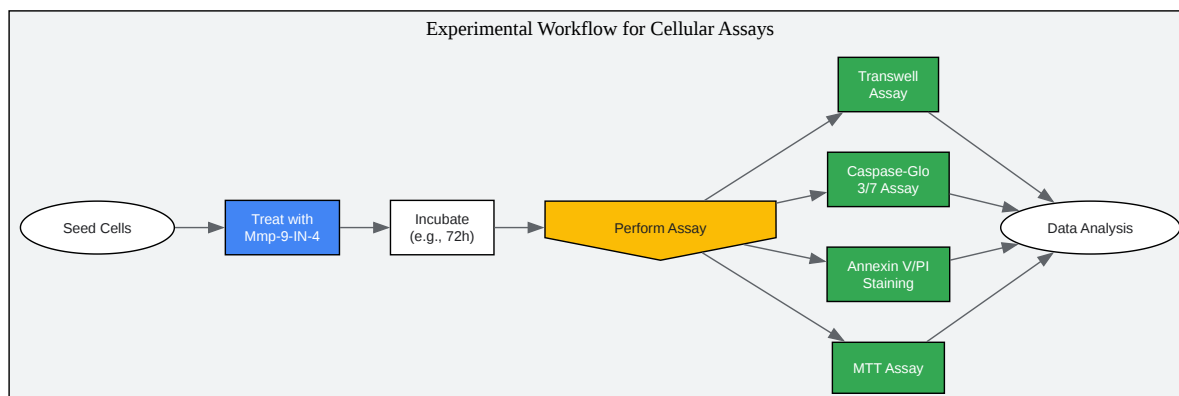 Experimental Workflow for Cellular Assays
Seed Cells
Treat with
Mmp-9-IN-4
Incubate
(e.g., 72h)
Perform Assay
Transwell
Assay
Caspase-Glo
3/7 Assay
Annexin V/PI
Staining
MTT Assay
Data Analysis